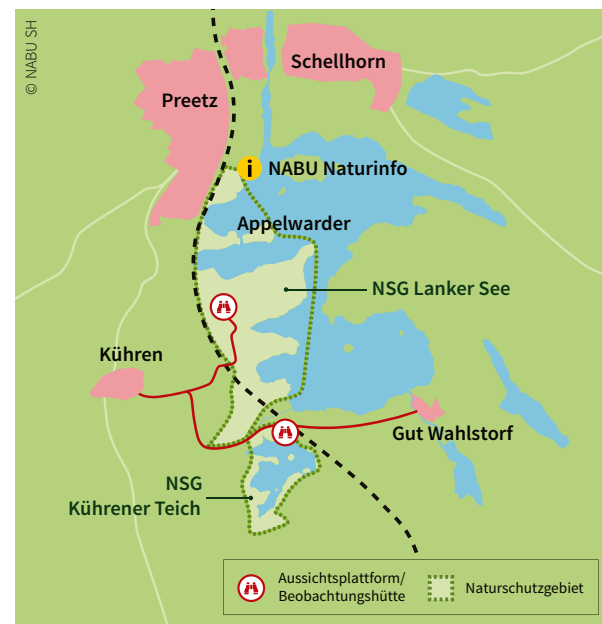 © NABU SH
Schellhorn
Preetz
i NABU Naturinfo
Appelwarder
NSG Lanker See
Kühren
Gut Wahlstorf
NSG
Kührener Teich
Aussichtsplattform/
Beobachtungshütte
Naturschutzgebiet